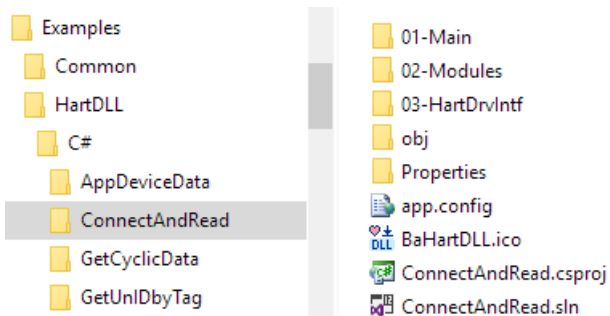 Examples
Common
HartDLL
C#
AppDeviceData
ConnectAndRead
GetCyclicData
GetUnIDbyTag
01-Main
02-Modules
03-HartDrvIntf
obj
Properties
app.config
DLL
BaHartDLL.ico
C#
ConnectAndRead.csproj
ConnectAndRead.sln